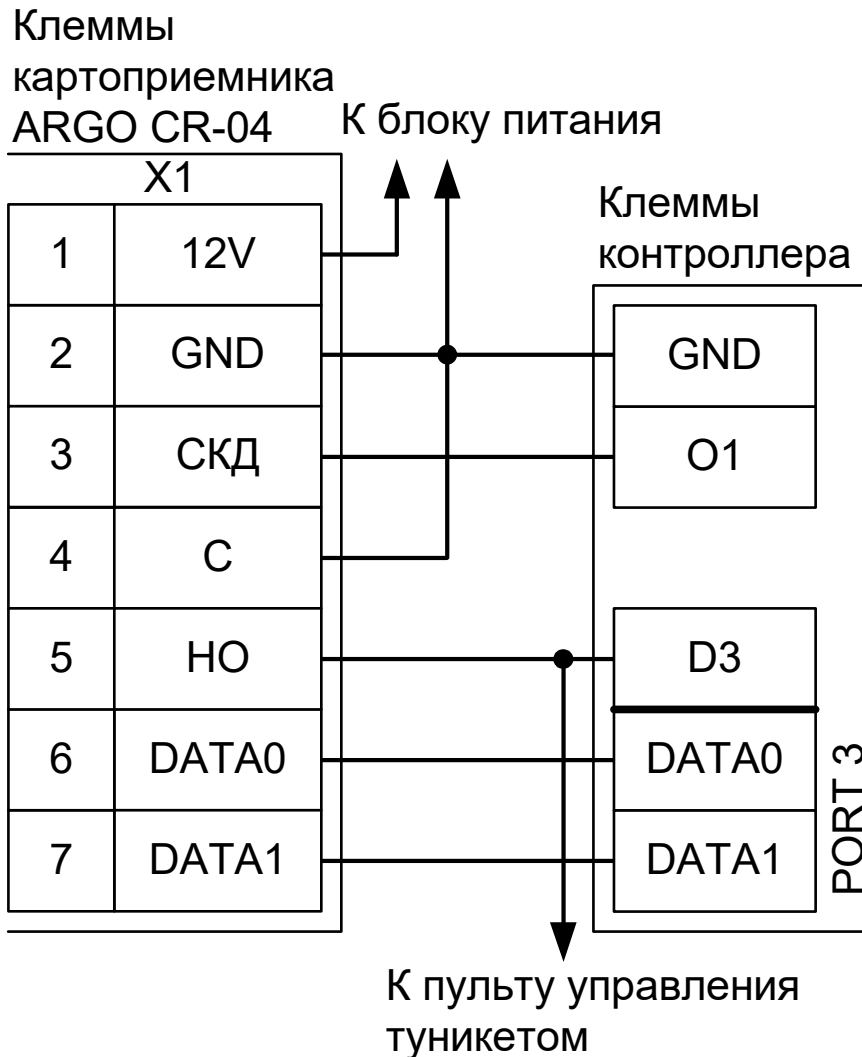 Клеммы
картоприемника
ARGO CR-04
К блоку питания
X1
Клеммы
контроллера
1 12V
2 GND
3 СКД
4 С
5 НО
6 DATA0
7 DATA1
GND
O1
D3
DATA0
DATA1
PORT 3
К пульту управления
туникетом